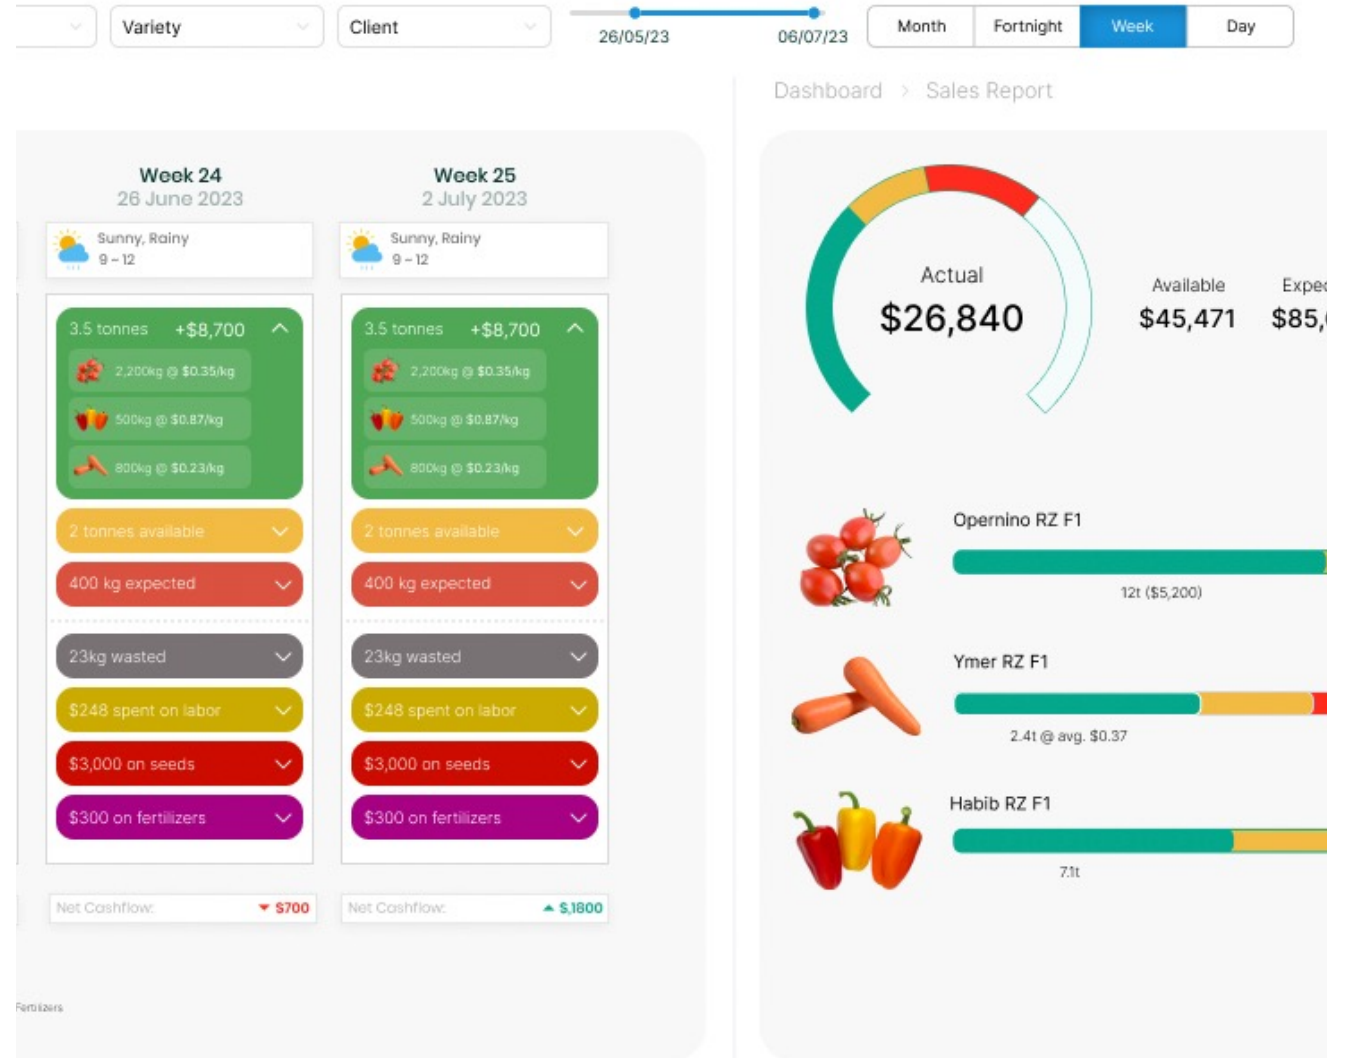 Variety
Client
26/05/23
06/07/23
Month
Fortnight
Week
Day
Dashboard > Sales Report
Week 24
26 June 2023
Sunny, Rainy
9 – 12
3.5 tonnes +$8,700
2,200kg @ $0.35/kg
500kg @ $0.87/kg
800kg @ $0.23/kg
2 tonnes available
400 kg expected
23kg wasted
$248 spent on labor
$3,000 on seeds
$300 on fertilizers
Net Cashflow: $700
Week 25
2 July 2023
Sunny, Rainy
9 – 12
3.5 tonnes +$8,700
2,200kg @ $0.35/kg
500kg @ $0.87/kg
800kg @ $0.23/kg
2 tonnes available
400 kg expected
23kg wasted
$248 spent on labor
$3,000 on seeds
$300 on fertilizers
Net Cashflow: $,1800
Fertilizers
Actual
$26,840
Available
$45,471
Expec
$85,
Opernino RZ F1
12t ($5,200)
Ymer RZ F1
2.4t @ avg. $0.37
Habib RZ F1
7.1t